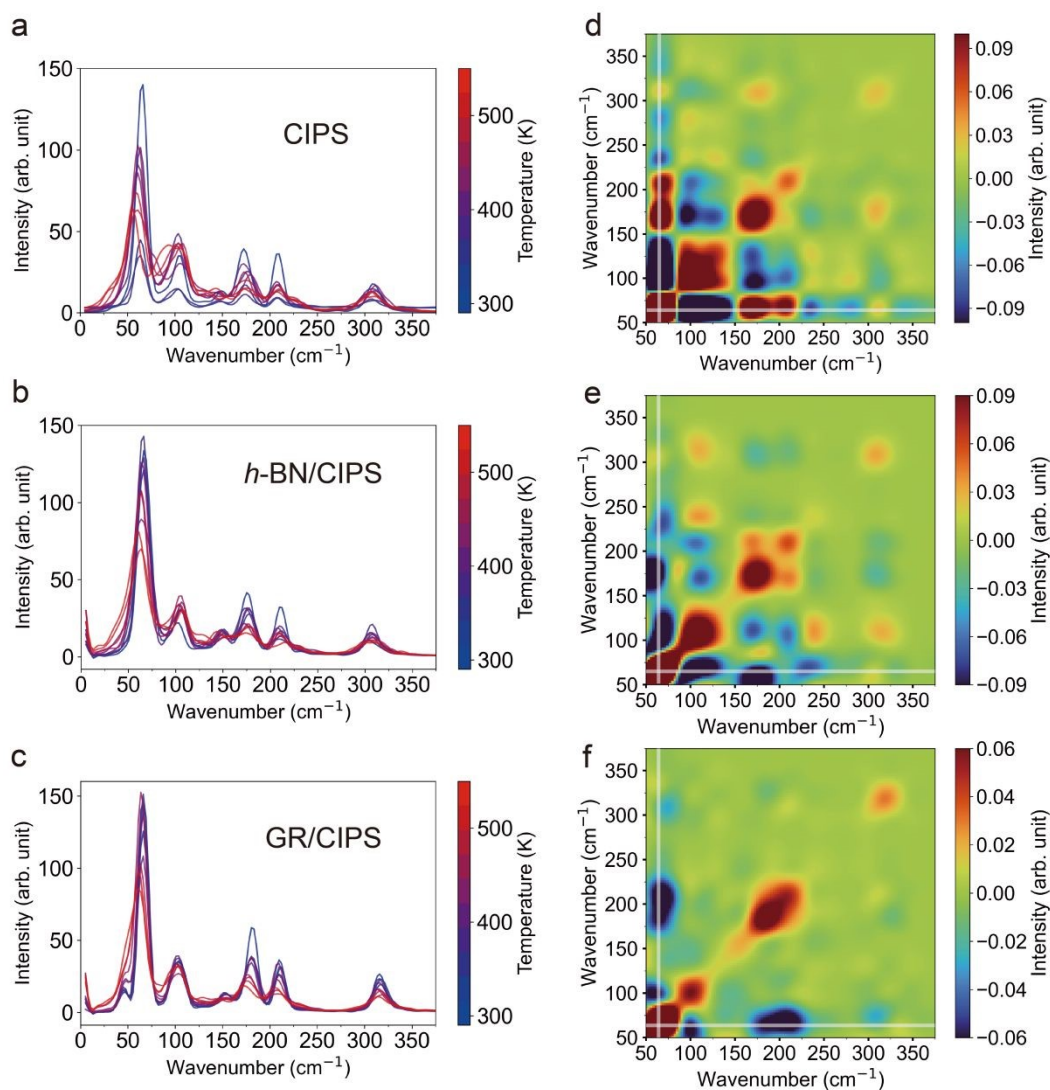 a
150
100
50
0
Intensity (arb. unit)
CIPS
0 50 100 150 200 250 300 350
Wavenumber (cm⁻¹)
500
400
300
Temperature (K)
d
350
300
250
200
150
100
50
Wavenumber (cm⁻¹)
50 100 150 200 250 300 350
Wavenumber (cm⁻¹)
0.09
0.06
0.03
0.00
−0.03
−0.06
−0.09
Intensity (arb. unit)
b
150
100
50
0
Intensity (arb. unit)
h-BN/CIPS
0 50 100 150 200 250 300 350
Wavenumber (cm⁻¹)
500
400
300
Temperature (K)
e
350
300
250
200
150
100
50
Wavenumber (cm⁻¹)
50 100 150 200 250 300 350
Wavenumber (cm⁻¹)
0.09
0.06
0.03
0.00
−0.03
−0.06
−0.09
Intensity (arb. unit)
c
150
100
50
0
Intensity (arb. unit)
GR/CIPS
0 50 100 150 200 250 300 350
Wavenumber (cm⁻¹)
500
400
300
Temperature (K)
f
350
300
250
200
150
100
50
Wavenumber (cm⁻¹)
50 100 150 200 250 300 350
Wavenumber (cm⁻¹)
0.06
0.04
0.02
0.00
−0.02
−0.04
−0.06
Intensity (arb. unit)